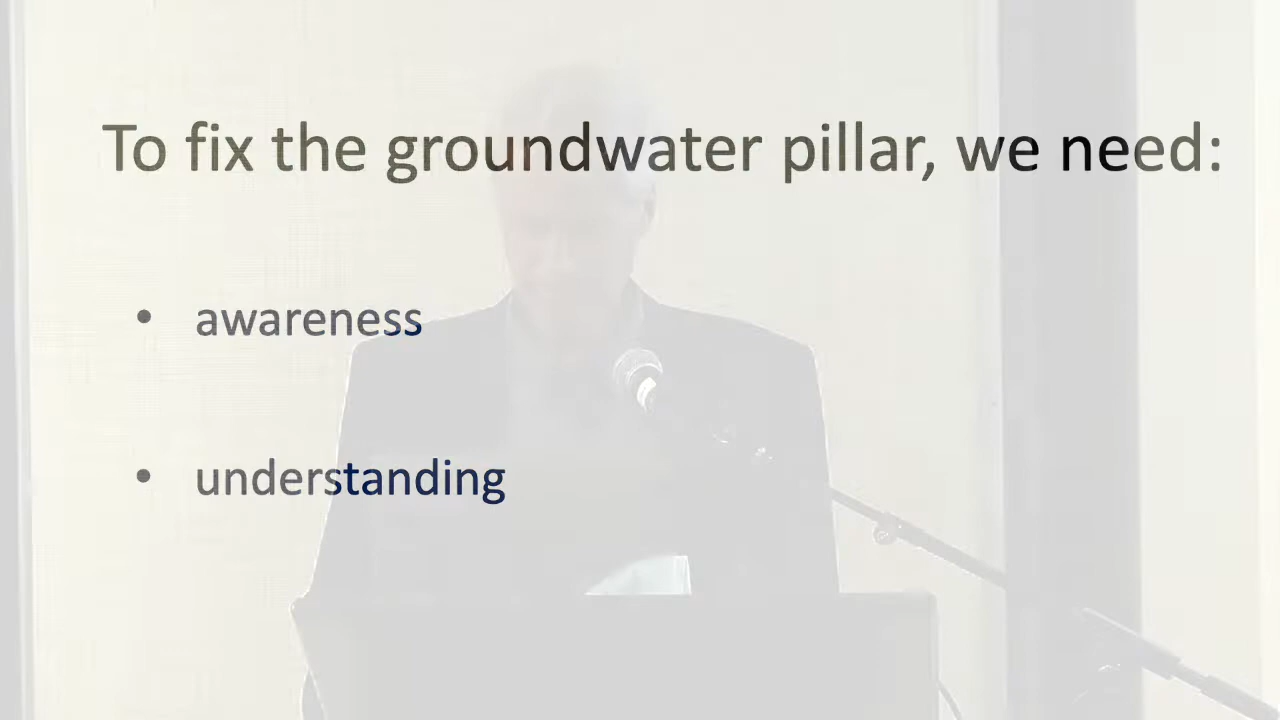 To fix the groundwater pillar, we need:
• awareness
• understanding